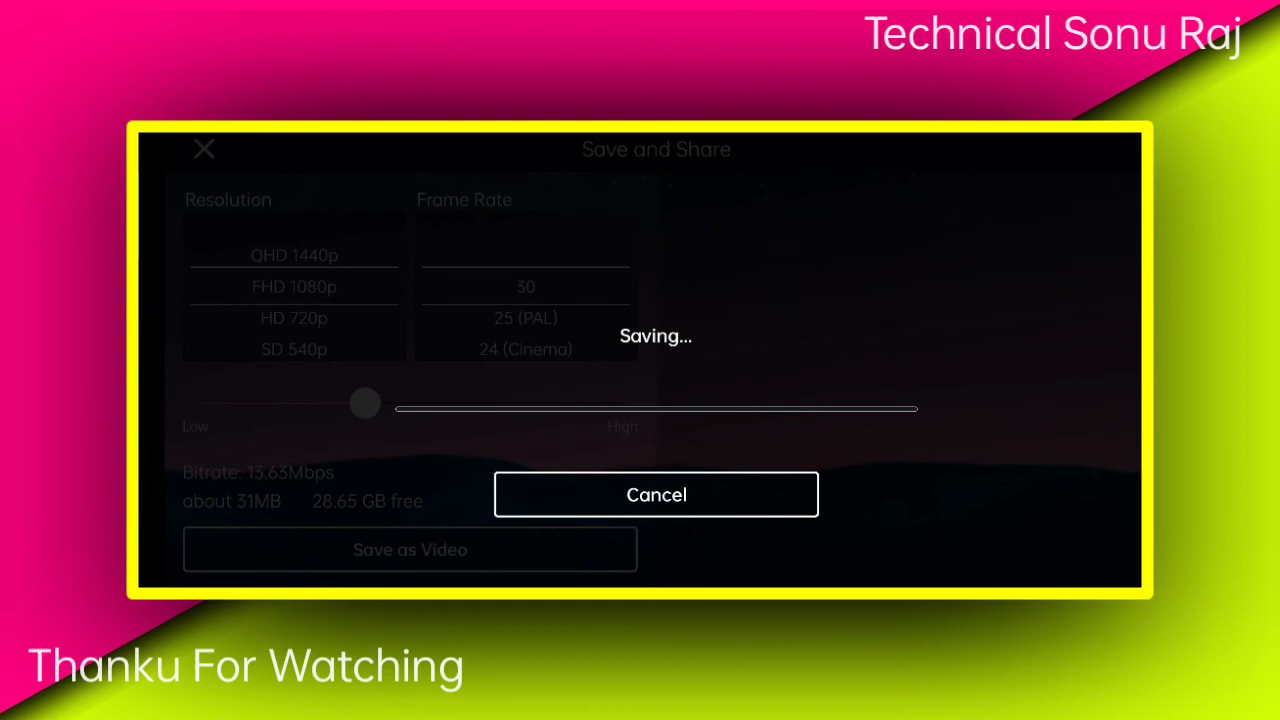 Technical Sonu Raj
Save and Share
Resolution
Frame Rate
QHD 1440p
FHD 1080p
30
HD 720p
25 (PAL)
SD 540p
24 (Cinema)
Saving...
Low
High
Bitrate: 13.63Mbps
about 31MB 28.65 GB free
Cancel
Save as Video
Thanku For Watching